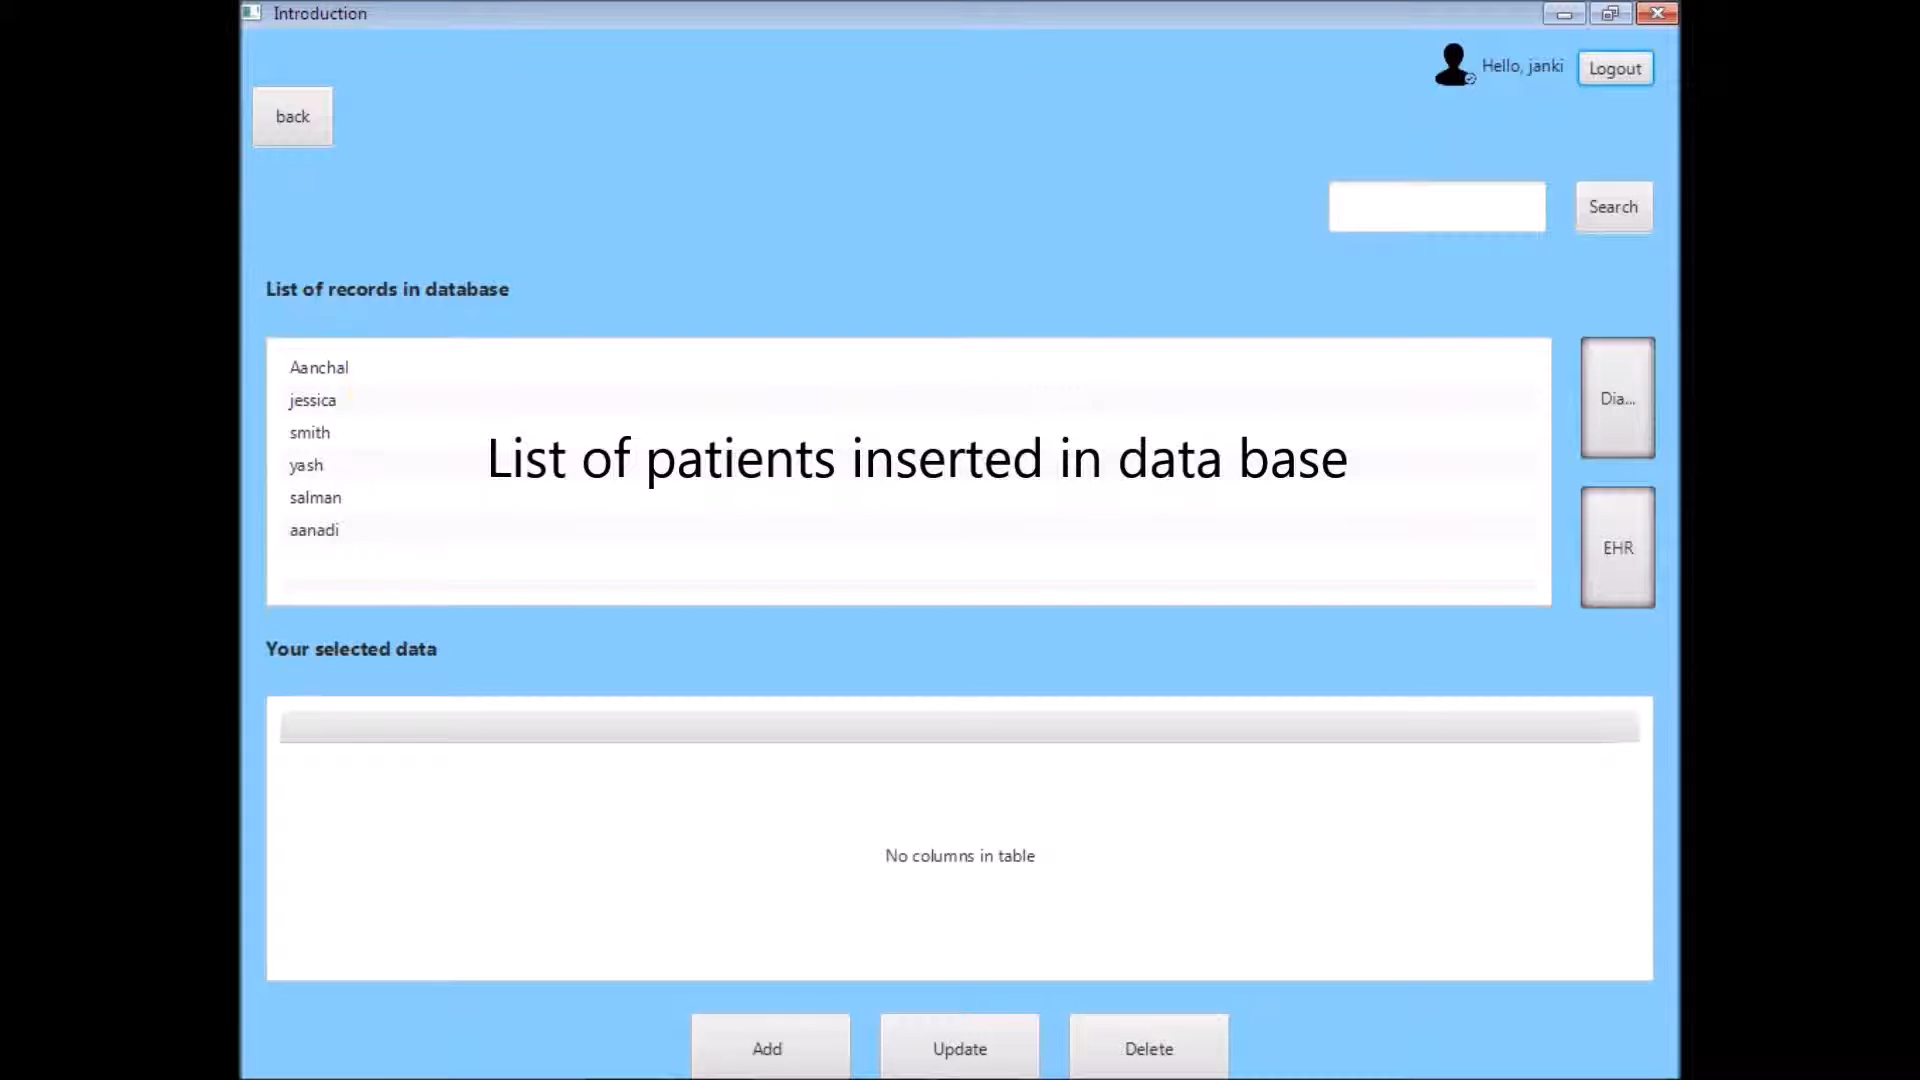 Introduction
Hello, janki
Logout
back
Search
List of records in database
Aanchal
jessica
smith
yash
salman
aanadi
List of patients inserted in data base
Dia...
EHR
Your selected data
No columns in table
Add
Update
Delete